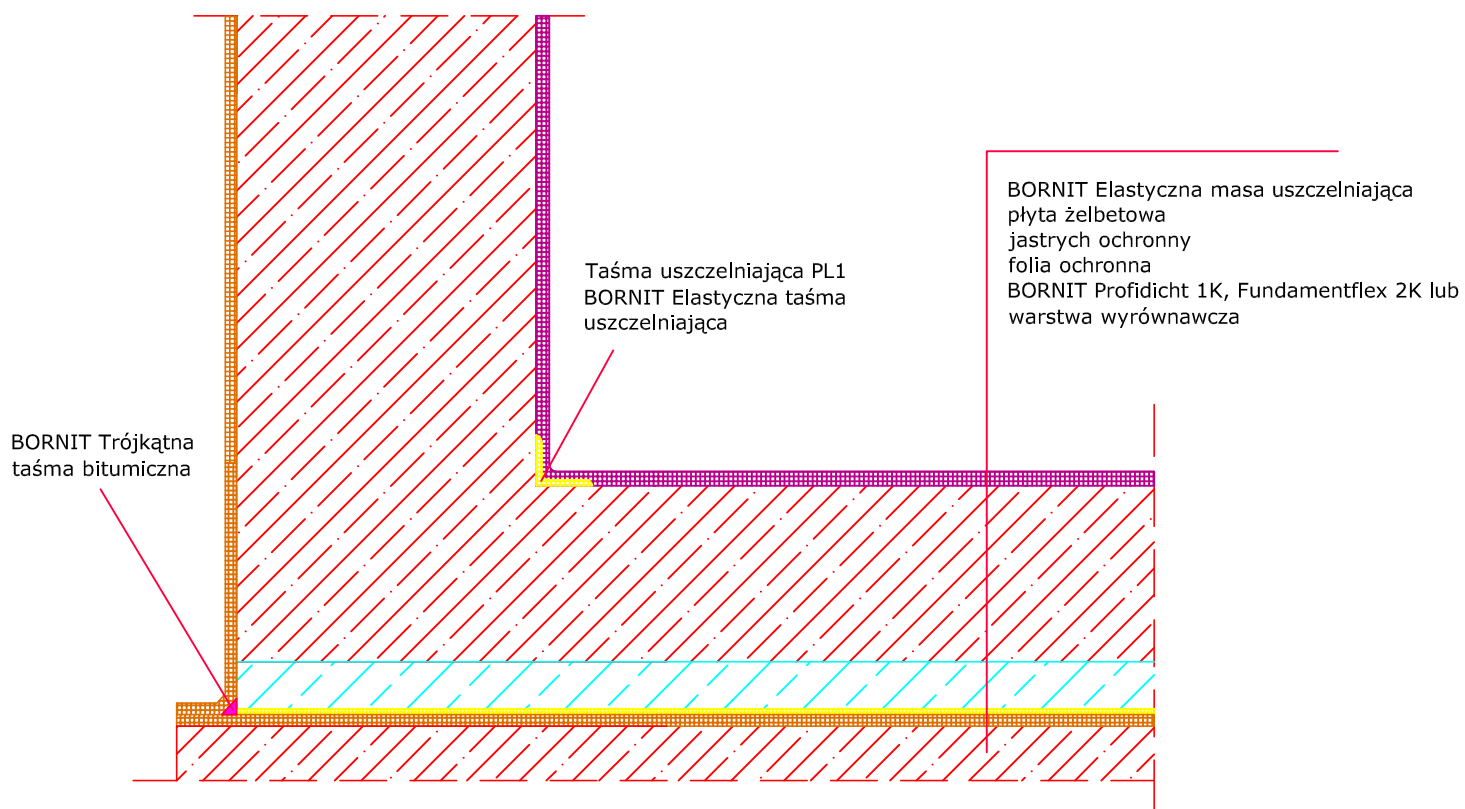 BORNIT Elastyczna masa uszczelniająca
płyta żelbetowa
jastrych ochronny
folia ochronna
BORNIT Profidicht 1K, Fundamentflex 2K lub
warstwa wyrównawcza
Taśma uszczelniająca PL1
BORNIT Elastyczna taśma
uszczelniająca
BORNIT Trójkątna
taśma bitumiczna